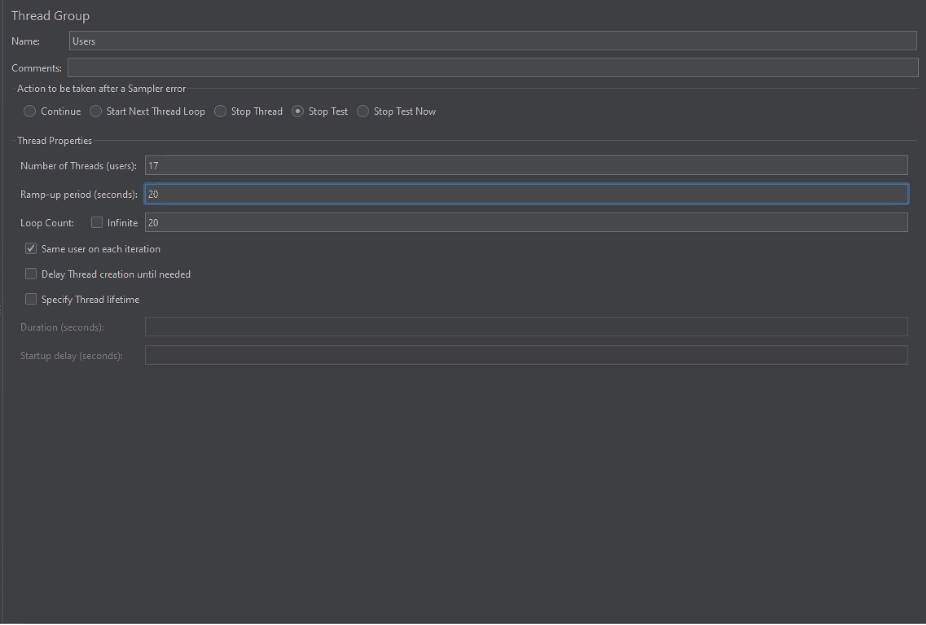 Thread Group
Name: Users
Comments:
Action to be taken after a Sampler error
Continue Start Next Thread Loop Stop Thread Stop Test Stop Test Now
Thread Properties
Number of Threads (users): 17
Ramp-up period (seconds): 20
Loop Count: Infinite 20
Same user on each iteration
Delay Thread creation until needed
Specify Thread lifetime
Duration (seconds):
Startup delay (seconds):